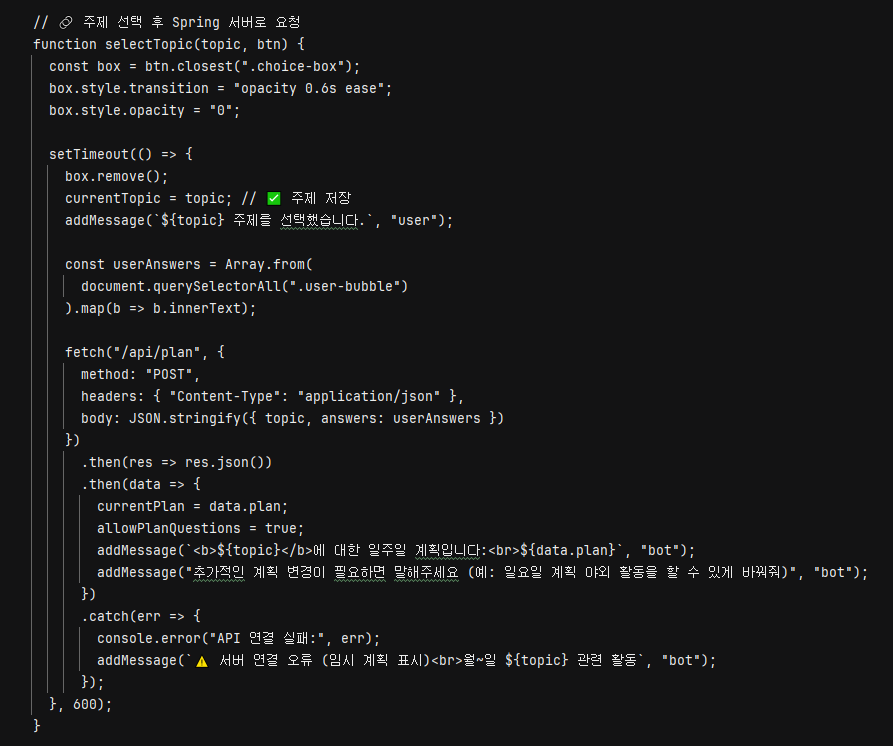 // 🔗 주제 선택 후 Spring 서버로 요청
function selectTopic(topic, btn) {
  const box = btn.closest(".choice-box");
  box.style.transition = "opacity 0.6s ease";
  box.style.opacity = "0";

  setTimeout(() => {
    box.remove();
    currentTopic = topic; // ✅ 주제 저장
    addMessage(`${topic} 주제를 선택했습니다.`, "user");

    const userAnswers = Array.from(
      document.querySelectorAll(".user-bubble")
    ).map(b => b.innerText);

    fetch("/api/plan", {
      method: "POST",
      headers: { "Content-Type": "application/json" },
      body: JSON.stringify({ topic, answers: userAnswers })
    })
      .then(res => res.json())
      .then(data => {
        currentPlan = data.plan;
        allowPlanQuestions = true;
        addMessage(`<b>${topic}</b>에 대한 일주일 계획입니다:<br>${data.plan}`, "bot");
        addMessage("추가적인 계획 변경이 필요하면 말해주세요 (예: 일요일 계획 야외 활동을 할 수 있게 바꿔줘)", "bot");
      })
      .catch(err => {
        console.error("API 연결 실패:", err);
        addMessage(`⚠️ 서버 연결 오류 (임시 계획 표시)<br>월~일 ${topic} 관련 활동`, "bot");
      });
  }, 600);
}